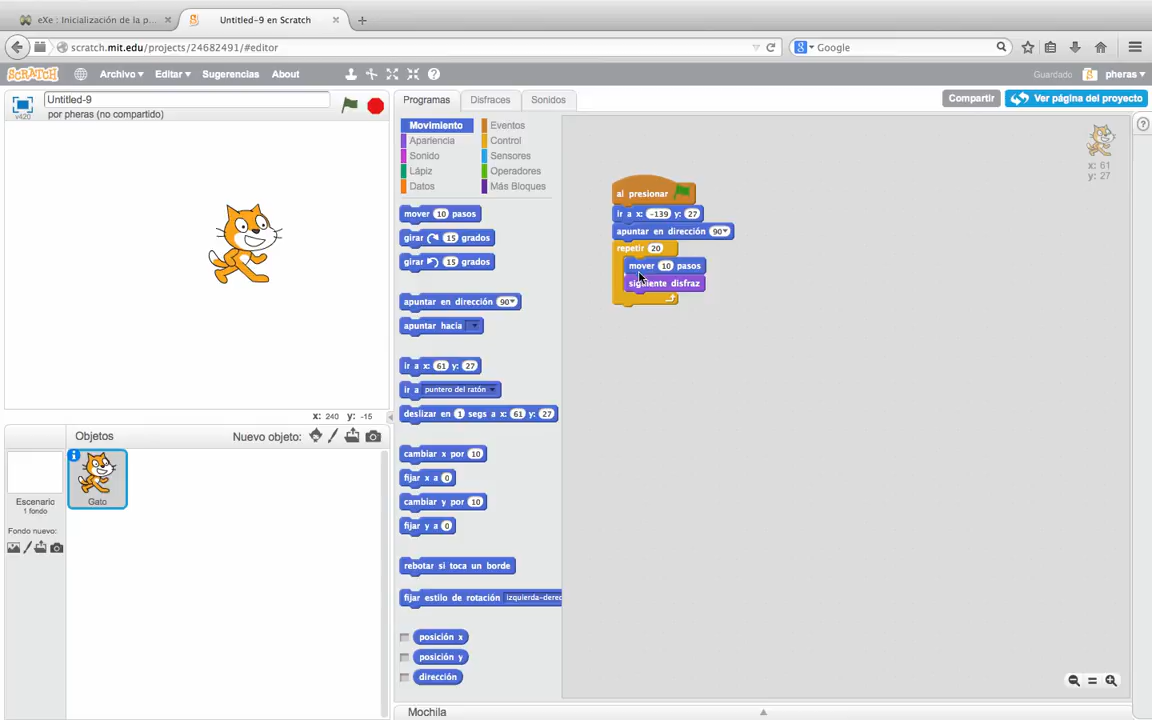 eXe : Inicialización de la p...
Untitled-9 en Scratch
scratch.mit.edu/projects/24682491/#editor
Google
SCRATCH
Archivo
Editar
Sugerencias
About
Guardado
pheras
Untitled-9
por pheras (no compartido)
v420
Programas
Disfraces
Sonidos
Compartir
Ver página del proyecto
Movimiento
Eventos
Apariencia
Control
Sonido
Sensores
Lápiz
Operadores
Datos
Más Bloques
mover 10 pasos
girar 15 grados
girar 15 grados
apuntar en dirección 90
apuntar hacia
ir a x: 61 y: 27
ir a puntero del ratón
deslizar en 1 segs a x: 61 y: 27
cambiar x por 10
fijar x a 0
cambiar y por 10
fijar y a 0
rebotar si toca un borde
fijar estilo de rotación izquierda-derec
posición x
posición y
dirección
al presionar
ir a x: -139 y: 27
apuntar en dirección 90
repetir 20
mover 10 pasos
siguiente disfraz
x: 61
y: 27
x: 240 y: -15
Objetos
Nuevo objeto:
Escenario
1 fondo
Fondo nuevo:
Gato
Mochila